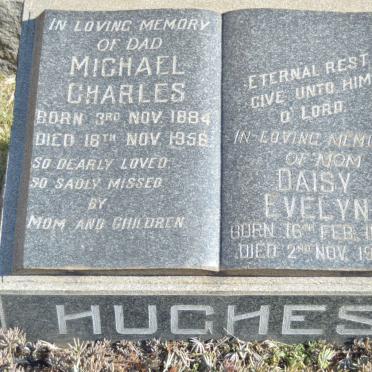 IN LOVING MEMORY
OF DAD
MICHAEL
CHARLES
BORN 3RD NOV. 1884
DIED 18TH NOV. 1956
SO DEARLY LOVED
SO SADLY MISSED
BY
MOM AND CHILDREN
ETERNAL REST
GIVE UNTO HIM
O' LORD.
IN LOVING
OF MOM
DAISY
EVELYN
BORN 16TH FEB.
DIED 2ND NOV.
HUGHES